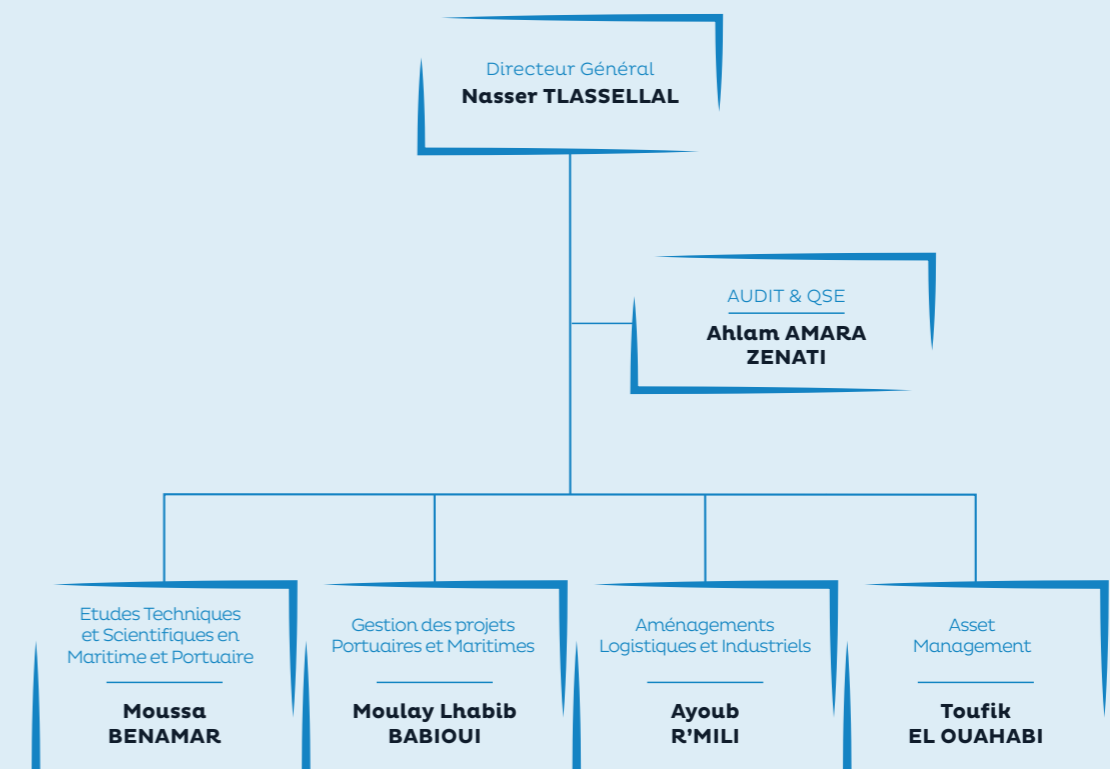 Directeur Général
Nasser TLASSELLAL
AUDIT & QSE
Ahlam AMARA
ZENATI
Etudes Techniques
et Scientifiques en
Maritime et Portuaire
Moussa
BENAMAR
Gestion des projets
Portuaires et Maritimes
Moulay Lhabib
BABIOUI
Aménagements
Logistiques et Industriels
Ayoub
R’MILI
Asset
Management
Toufik
EL OUAHABI